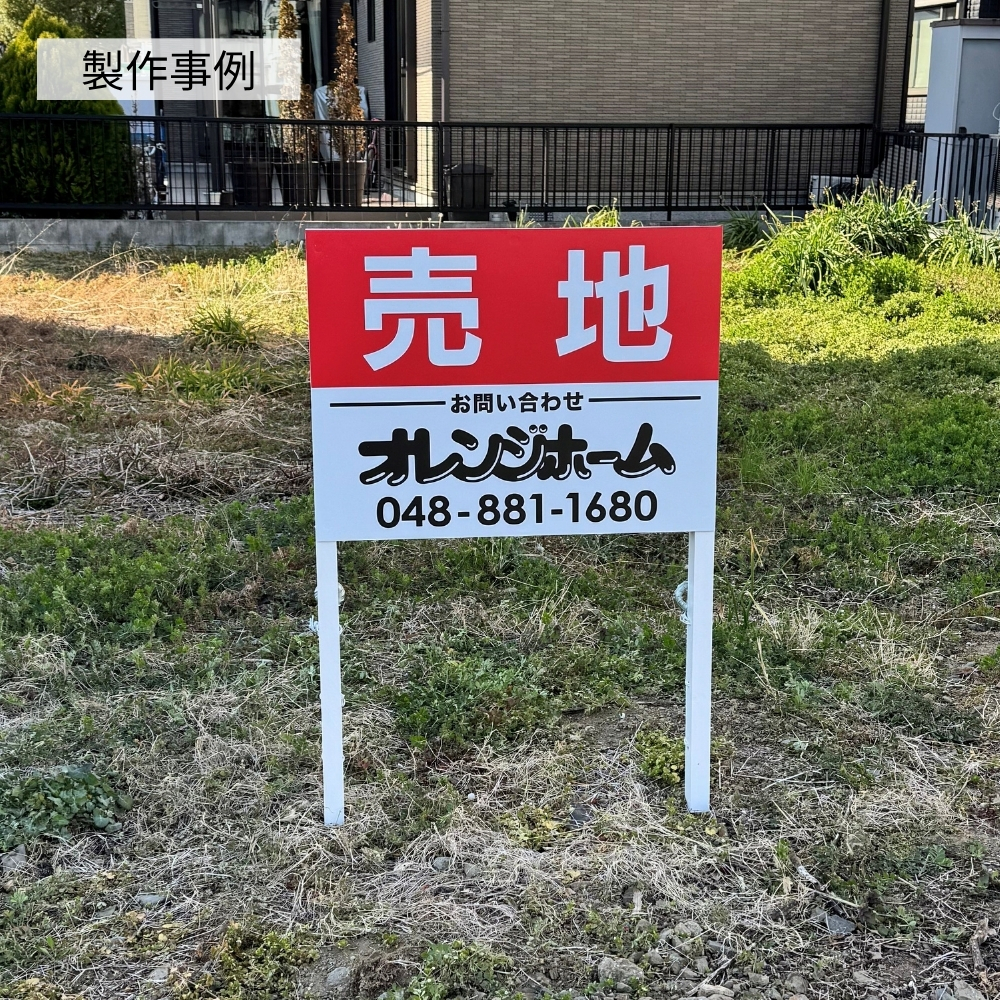 製作事例
売地
お問い合わせ
オレンジホーム
048-881-1680